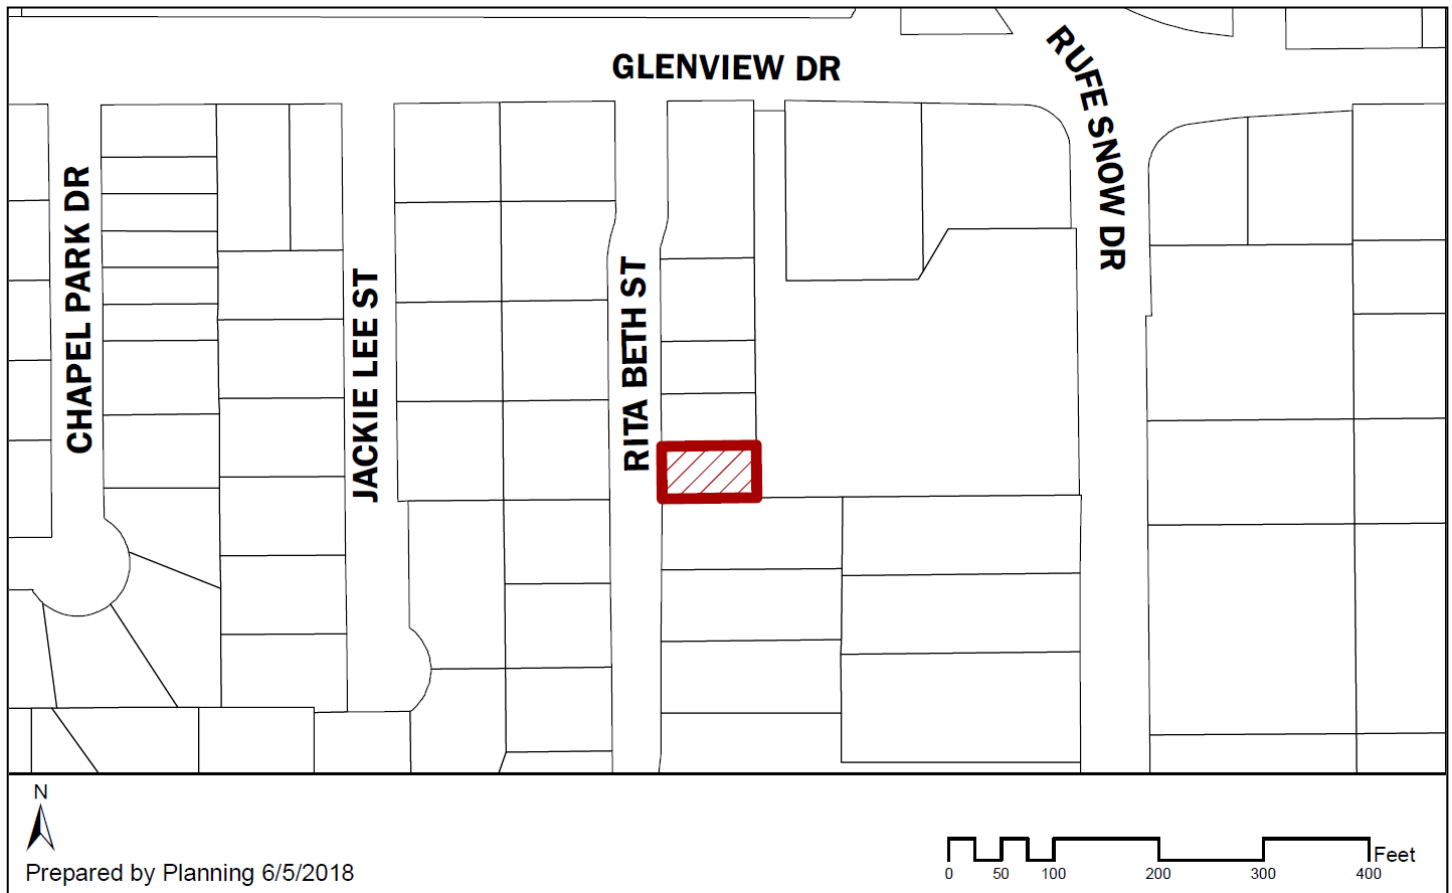 GLENVIEW DR
RUFE SNOW DR
CHAPEL PARK DR
JACKIE LEE ST
RITA BETH ST
N
Prepared by Planning 6/5/2018
Feet
0 50 100 200 300 400